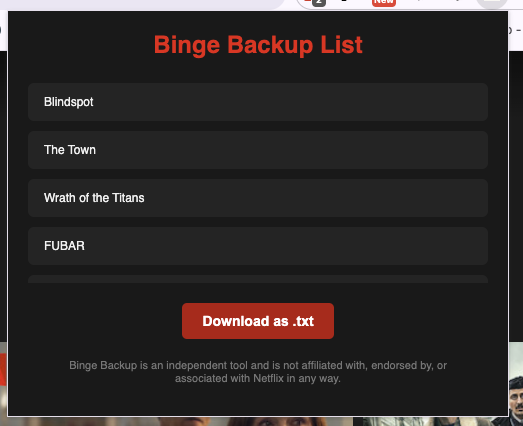 2
New
Binge Backup List
Blindspot
The Town
Wrath of the Titans
FUBAR
Download as .txt
Binge Backup is an independent tool and is not affiliated with, endorsed by, or
associated with Netflix in any way.